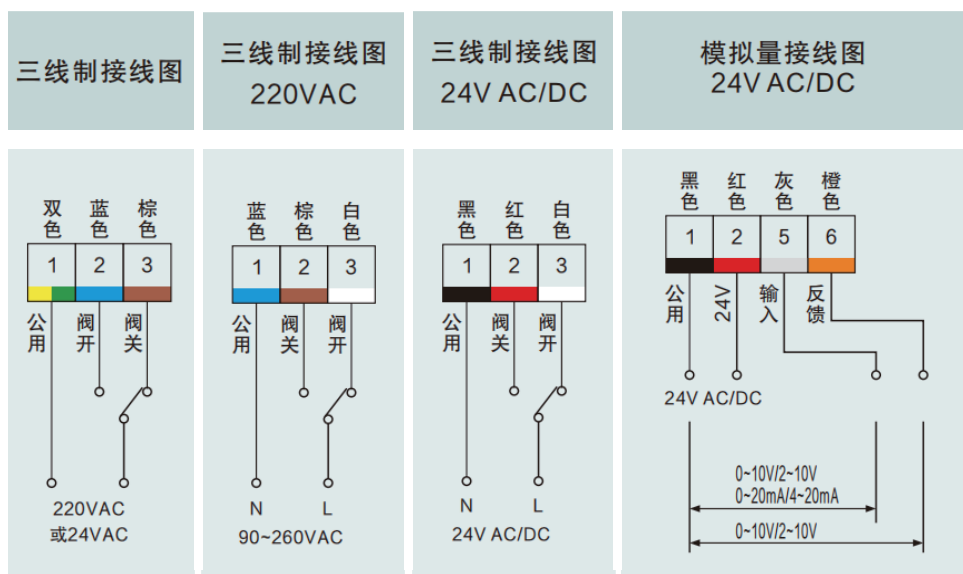 三线制接线图
三线制接线图
220VAC
三线制接线图
24V AC/DC
模拟量接线图
24V AC/DC
双色 蓝色 棕色
1 2 3
公用 阀开 阀关
220VAC
或24VAC
蓝色 棕色 白色
1 2 3
公用 阀关 阀开
N L
90~260VAC
黑色 红色 白色
1 2 3
公用 阀关 阀开
N L
24V AC/DC
黑色 红色 灰色 橙色
1 2 5 6
公用 24V 输入 反馈
24V AC/DC
0~10V/2~10V
0~20mA/4~20mA
0~10V/2~10V